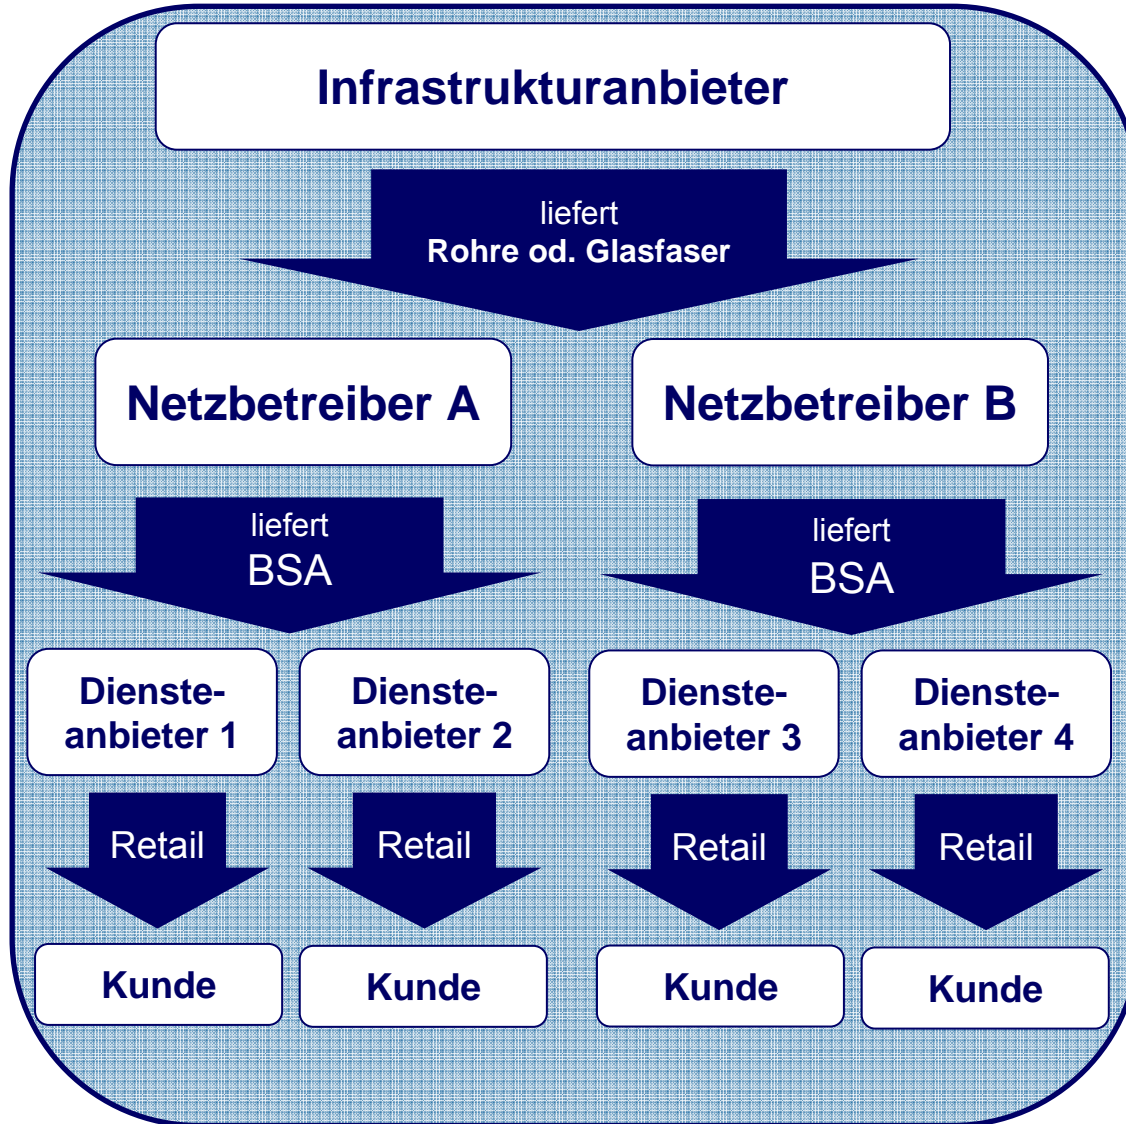 Infrastrukturanbieter
liefert
Rohre od. Glasfaser
Netzbetreiber A
Netzbetreiber B
liefert
BSA
liefert
BSA
Dienste-
anbieter 1
Dienste-
anbieter 2
Dienste-
anbieter 3
Dienste-
anbieter 4
Retail
Retail
Retail
Retail
Kunde
Kunde
Kunde
Kunde